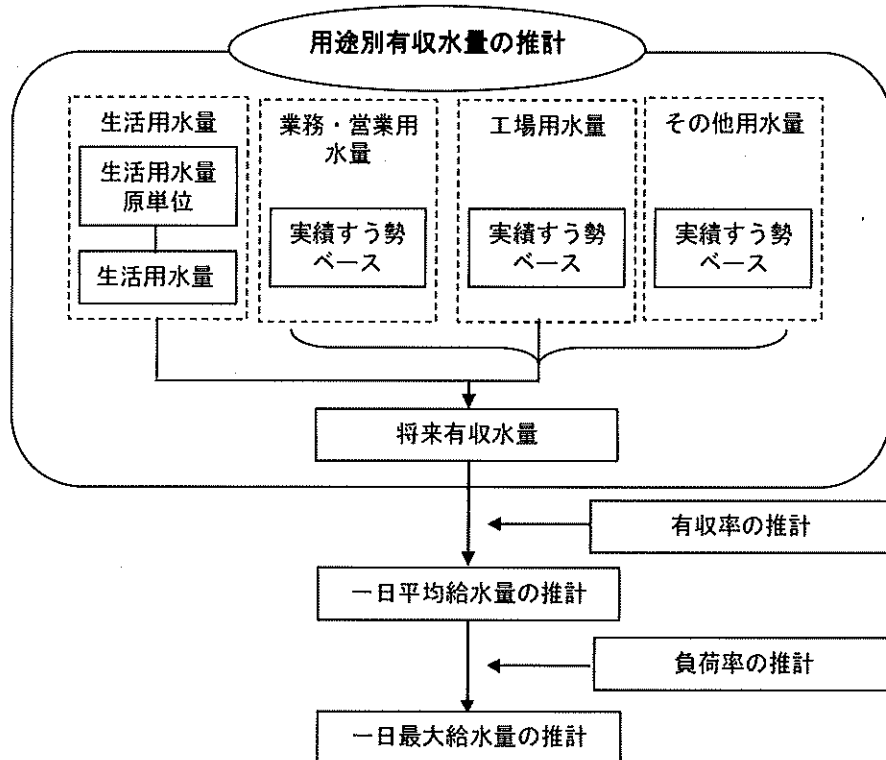 用途別有収水量の推計
生活用水量
生活用水量
原単位
生活用水量
業務・営業用
水量
実績すう勢
ベース
工場用水量
実績すう勢
ベース
その他用水量
実績すう勢
ベース
将来有収水量
有収率の推計
一日平均給水量の推計
負荷率の推計
一日最大給水量の推計